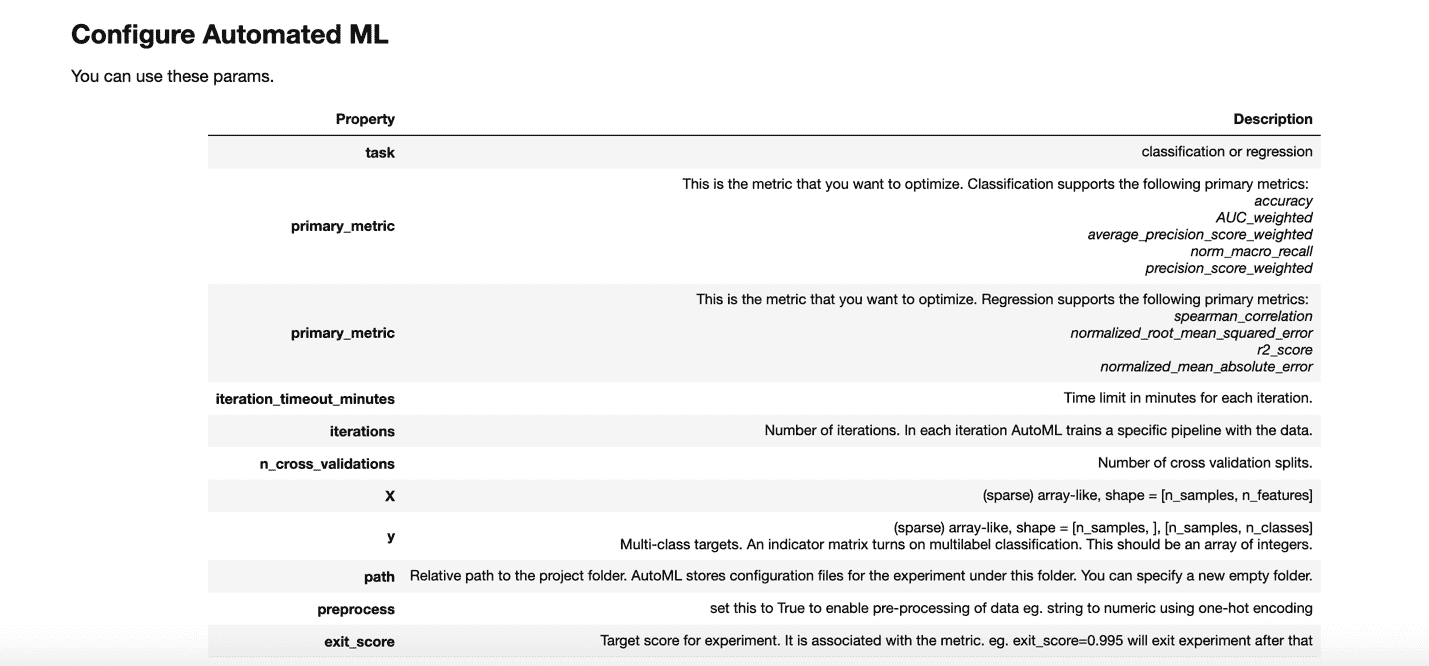 Configure Automated ML
You can use these params.
Property Description
task classification or regression
This is the metric that you want to optimize. Classification supports the following primary metrics:
accuracy
AUC_weighted
primary_metric average_precision_score_weighted
norm_macro_recall
precision_score_weighted
This is the metric that you want to optimize. Regression supports the following primary metrics:
spearman_correlation
primary_metric normalized_root_mean_squared_error
r2_score
normalized_mean_absolute_error
iteration_timeout_minutes Time limit in minutes for each iteration.
iterations Number of iterations. In each iteration AutoML trains a specific pipeline with the data.
n_cross_validations Number of cross validation splits.
X (sparse) array-like, shape = [n_samples, n_features]
y (sparse) array-like, shape = [n_samples, ], [n_samples, n_classes]
Multi-class targets. An indicator matrix turns on multilabel classification. This should be an array of integers.
path Relative path to the project folder. AutoML stores configuration files for the experiment under this folder. You can specify a new empty folder.
preprocess set this to True to enable pre-processing of data eg. string to numeric using one-hot encoding
exit_score Target score for experiment. It is associated with the metric. eg. exit_score=0.995 will exit experiment after that